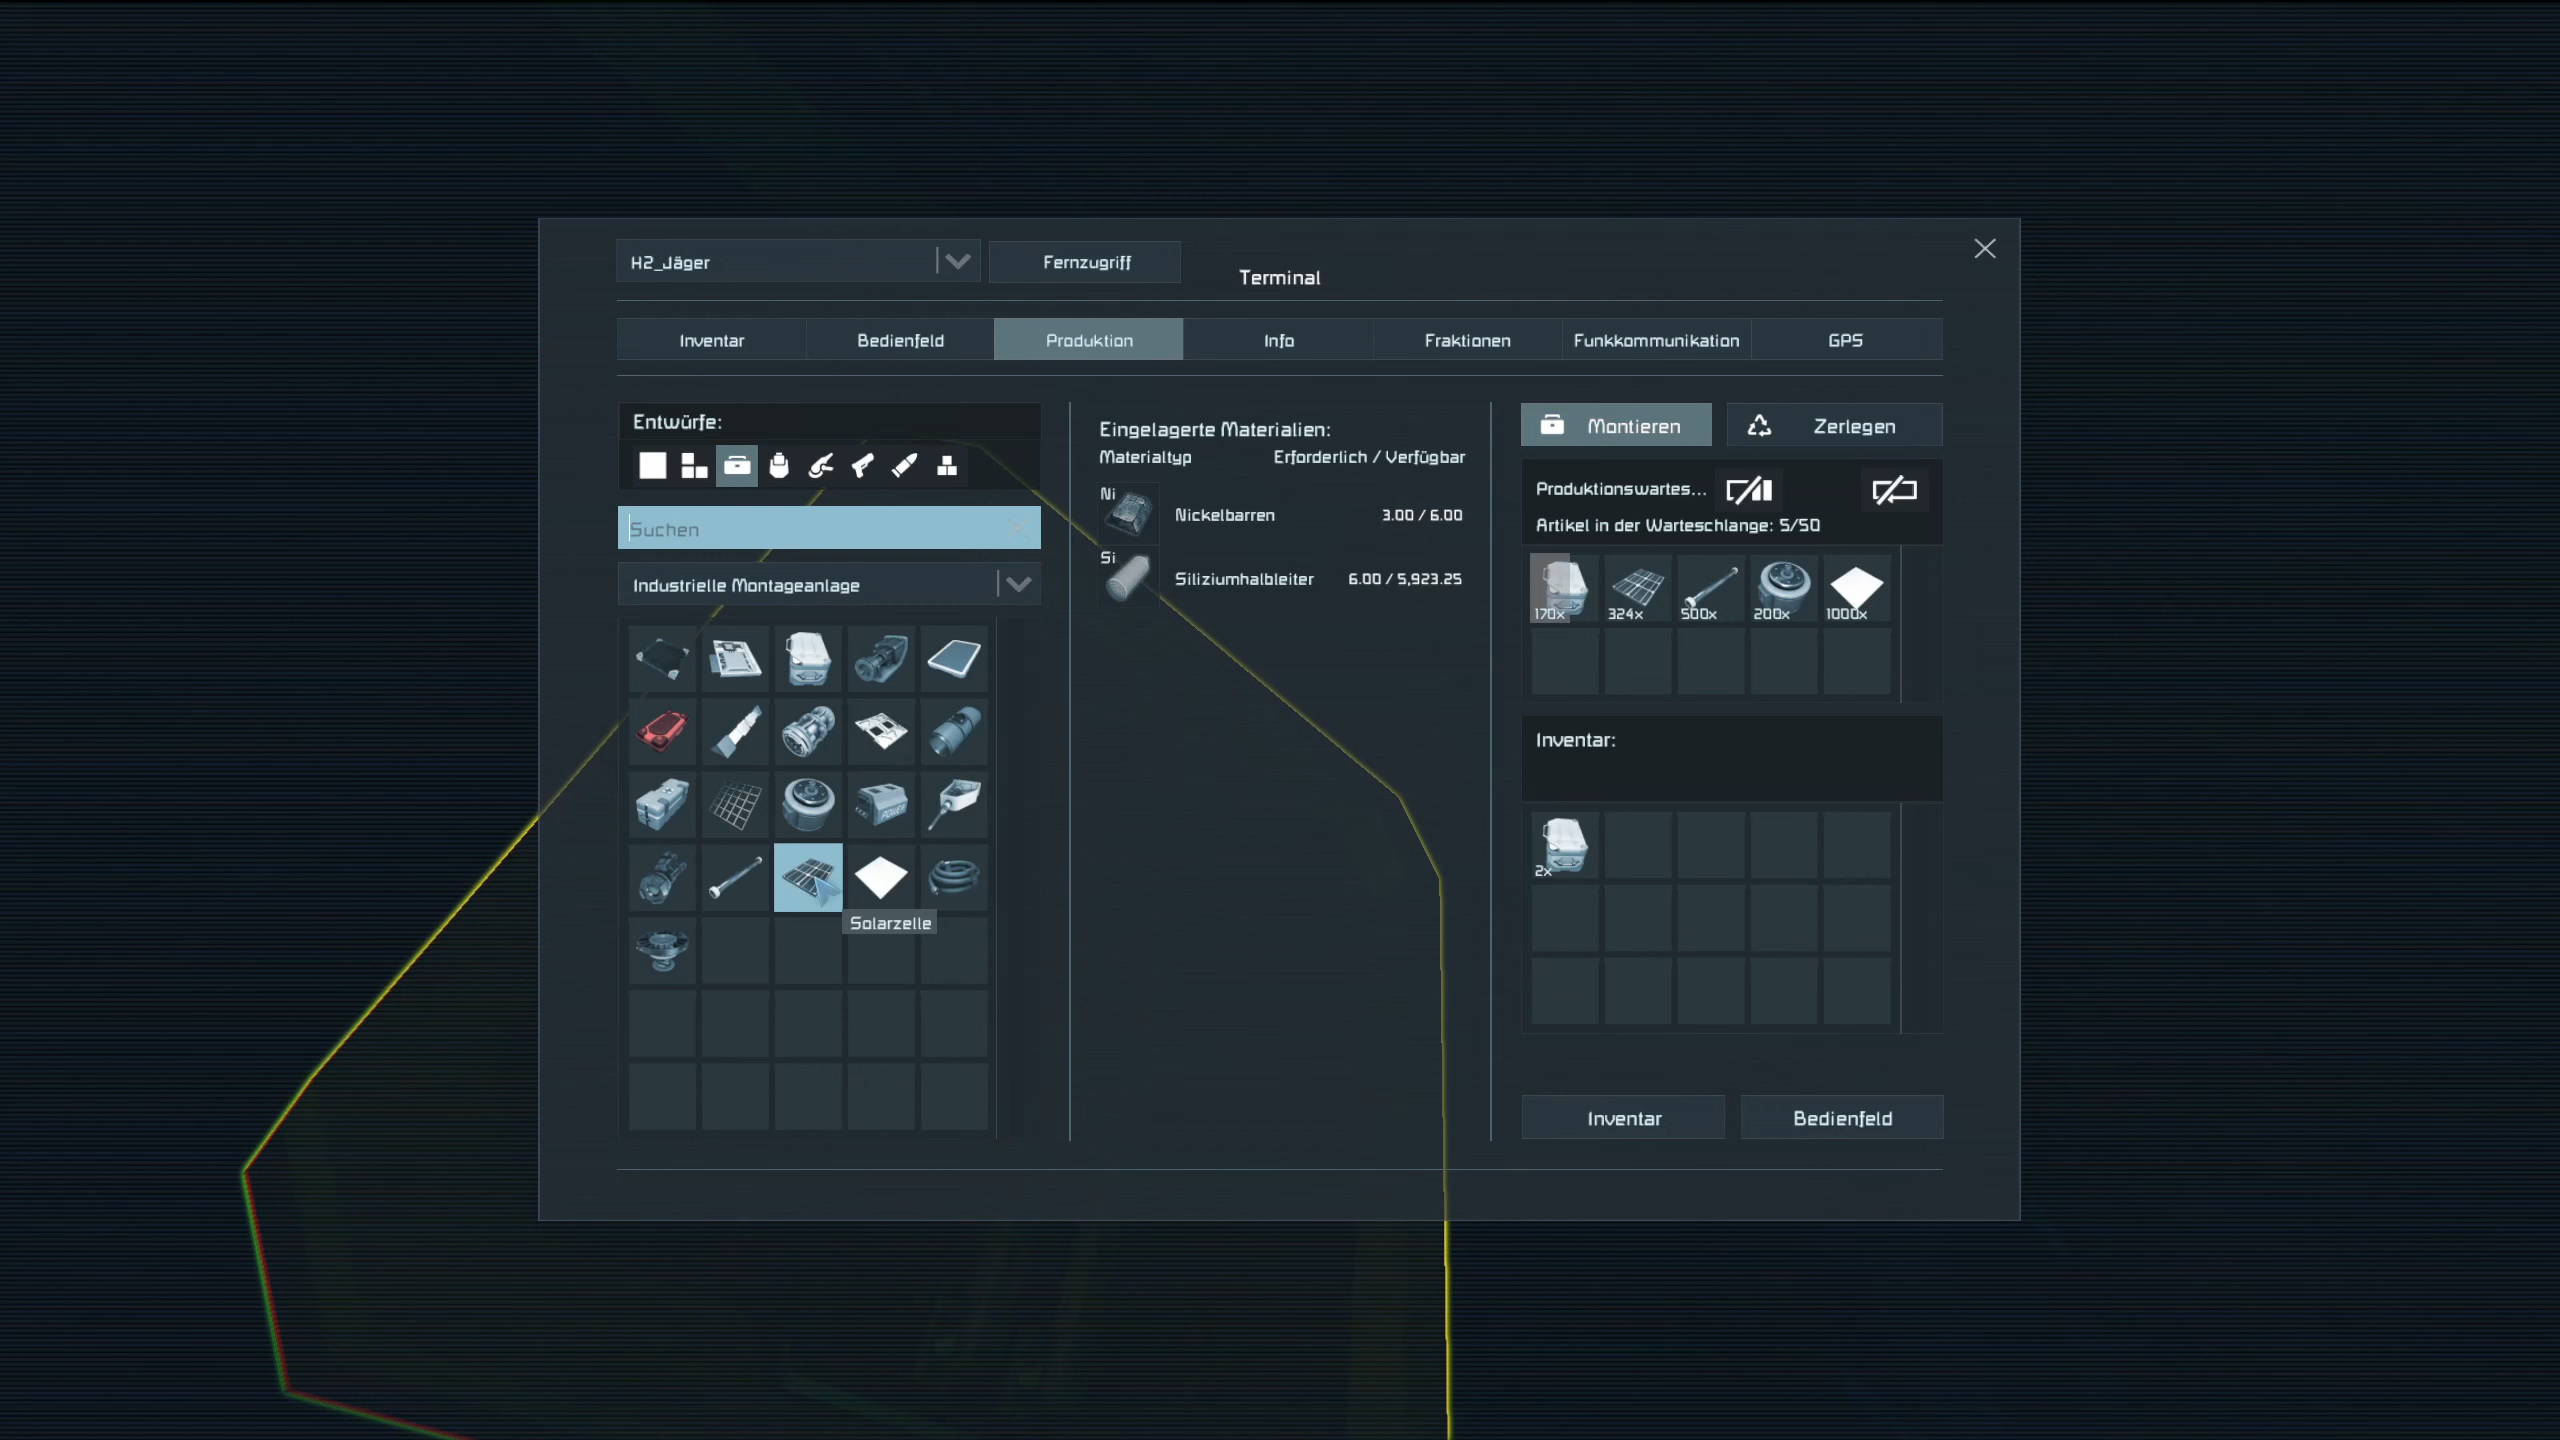 H2_Jäger
Fernzugriff
Terminal
Inventar
Bedienfeld
Produktion
Info
Fraktionen
Funkkommunikation
GPS
Entwürfe:
Suchen
Industrielle Montageanlage
POWER
Solarzelle
Eingelagerte Materialien:
Materialtyp
Erforderlich / Verfügbar
Ni
Nickelbarren
3.00 / 6.00
Si
Siliziumhalbleiter
6.00 / 5,923.25
Montieren
Zerlegen
Produktionswartes...
Artikel in der Warteschlange: 5/50
170x
324x
500x
200x
1000x
Inventar:
2x
Inventar
Bedienfeld